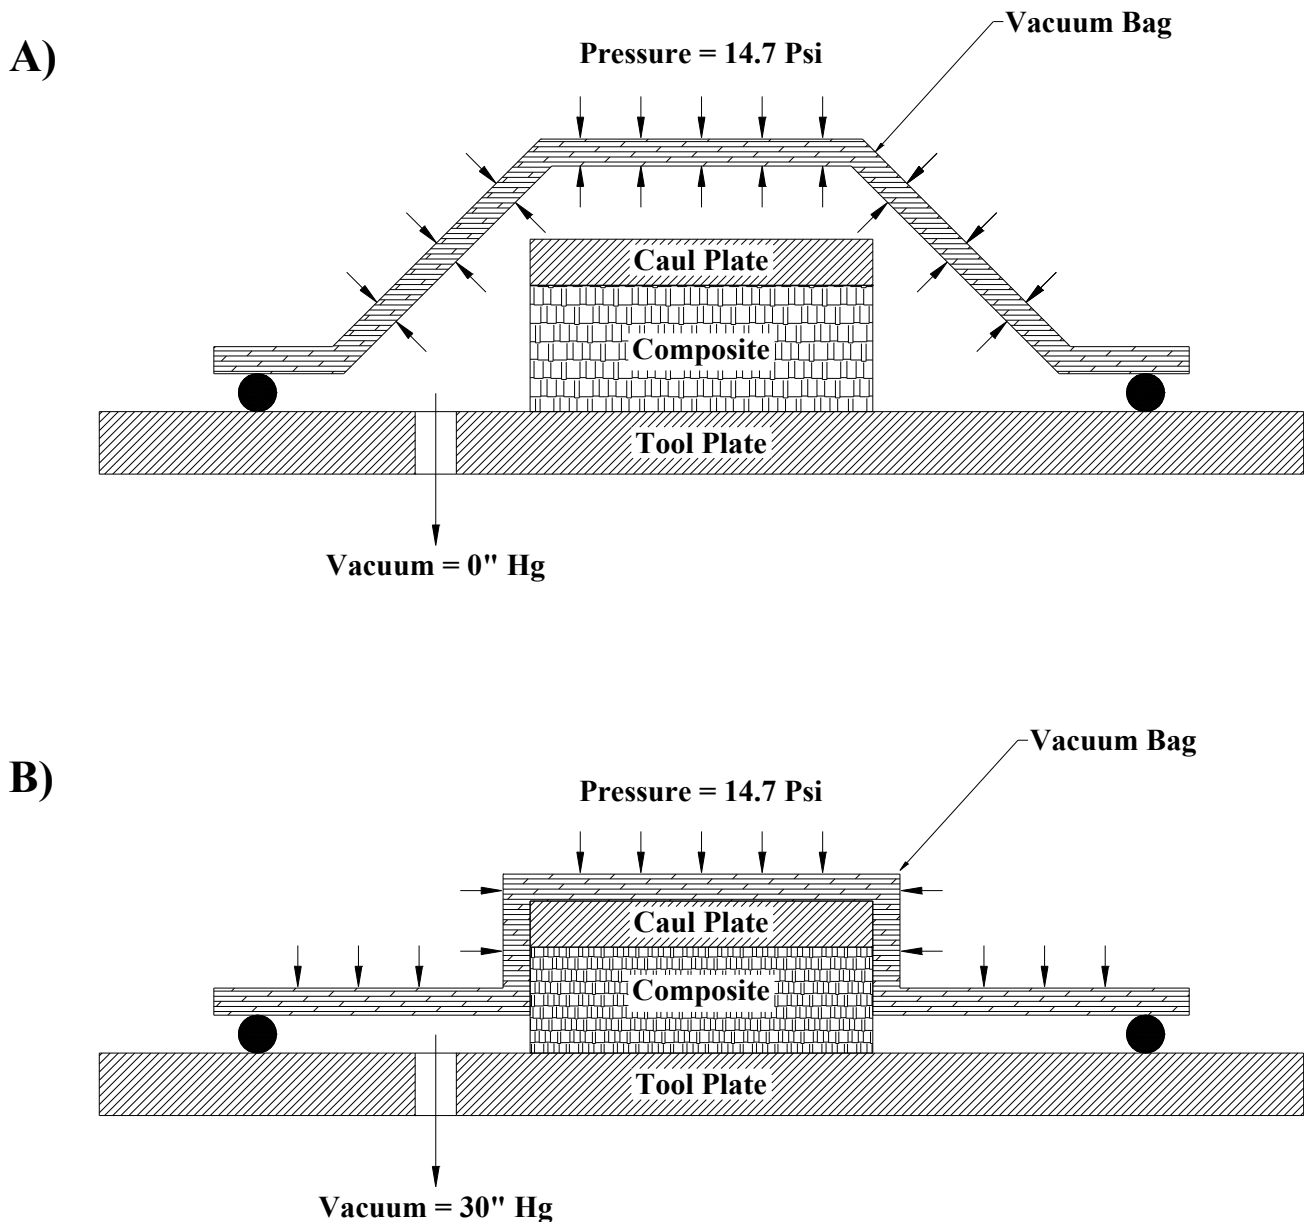 A)
Vacuum Bag
Pressure = 14.7 Psi
Caul Plate
Composite
Tool Plate
Vacuum = 0" Hg
B)
Vacuum Bag
Pressure = 14.7 Psi
Caul Plate
Composite
Tool Plate
Vacuum = 30" Hg